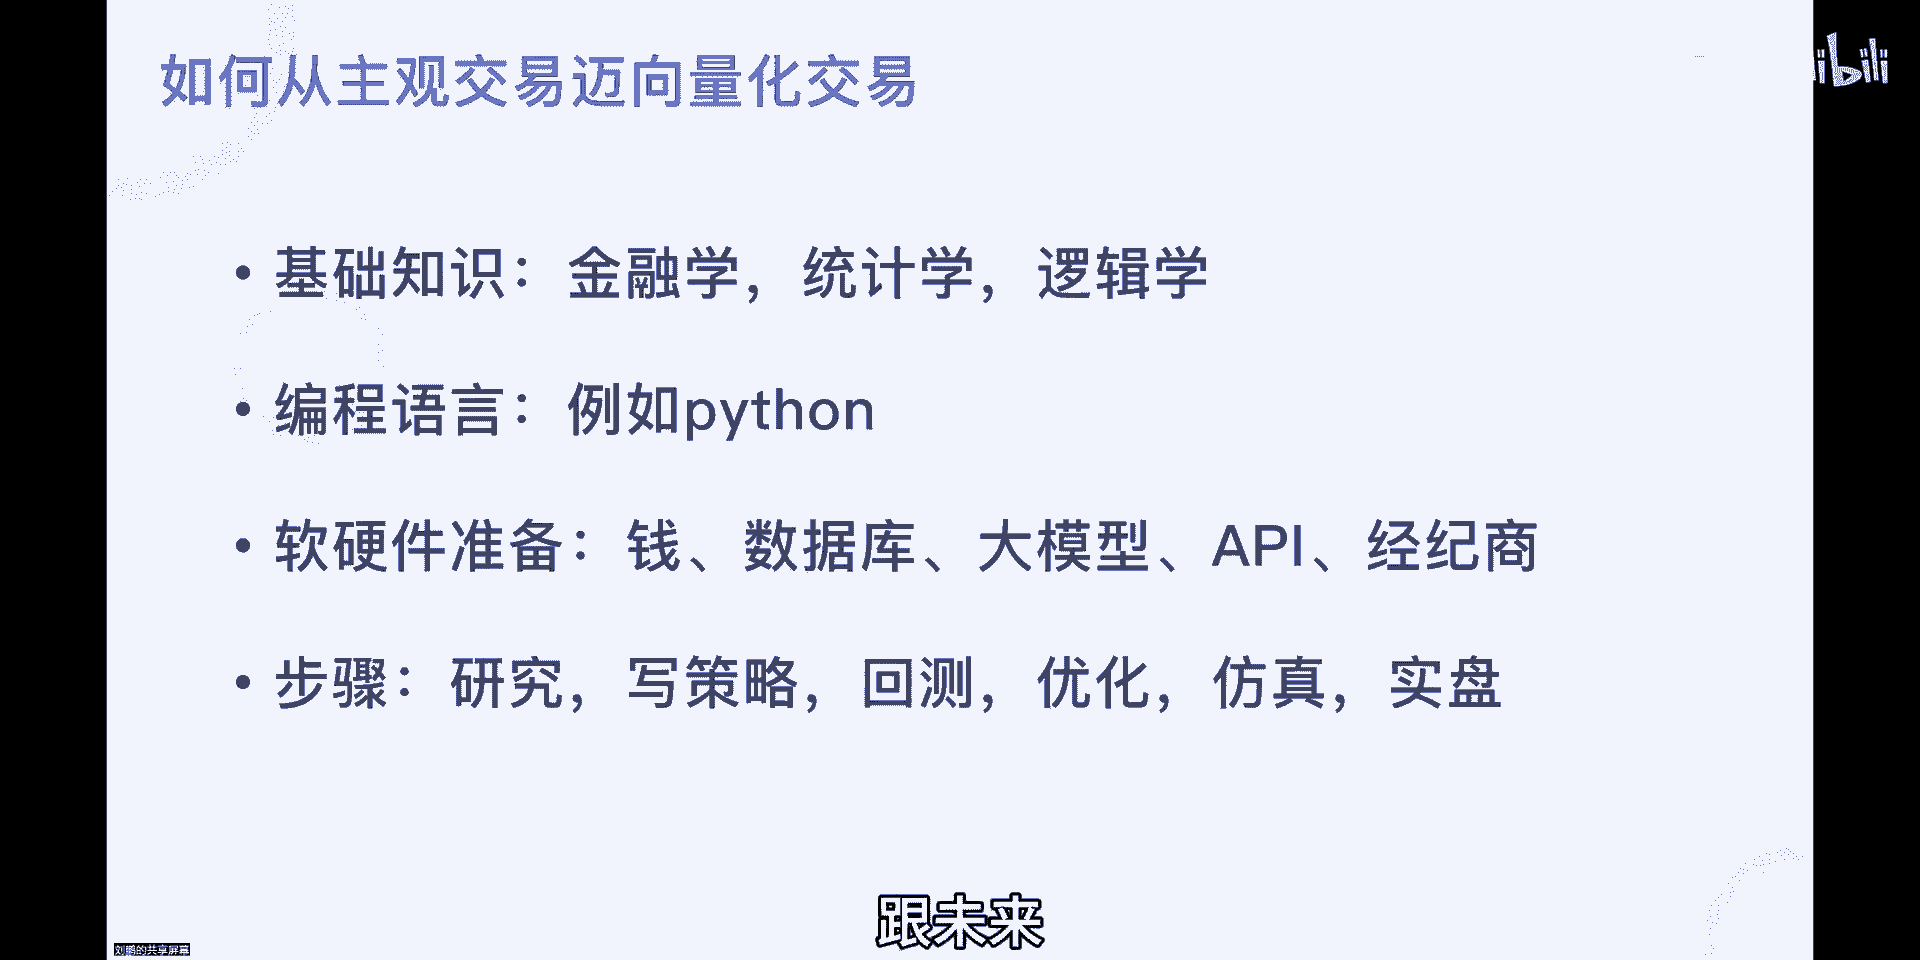 如何从主观交易迈向量化交易
bili
• 基础知识：金融学，统计学，逻辑学
• 编程语言：例如python
• 软硬件准备：钱、数据库、大模型、API、经纪商
• 步骤：研究，写策略，回测，优化，仿真，实盘
跟未来
刘鹏的共享屏幕